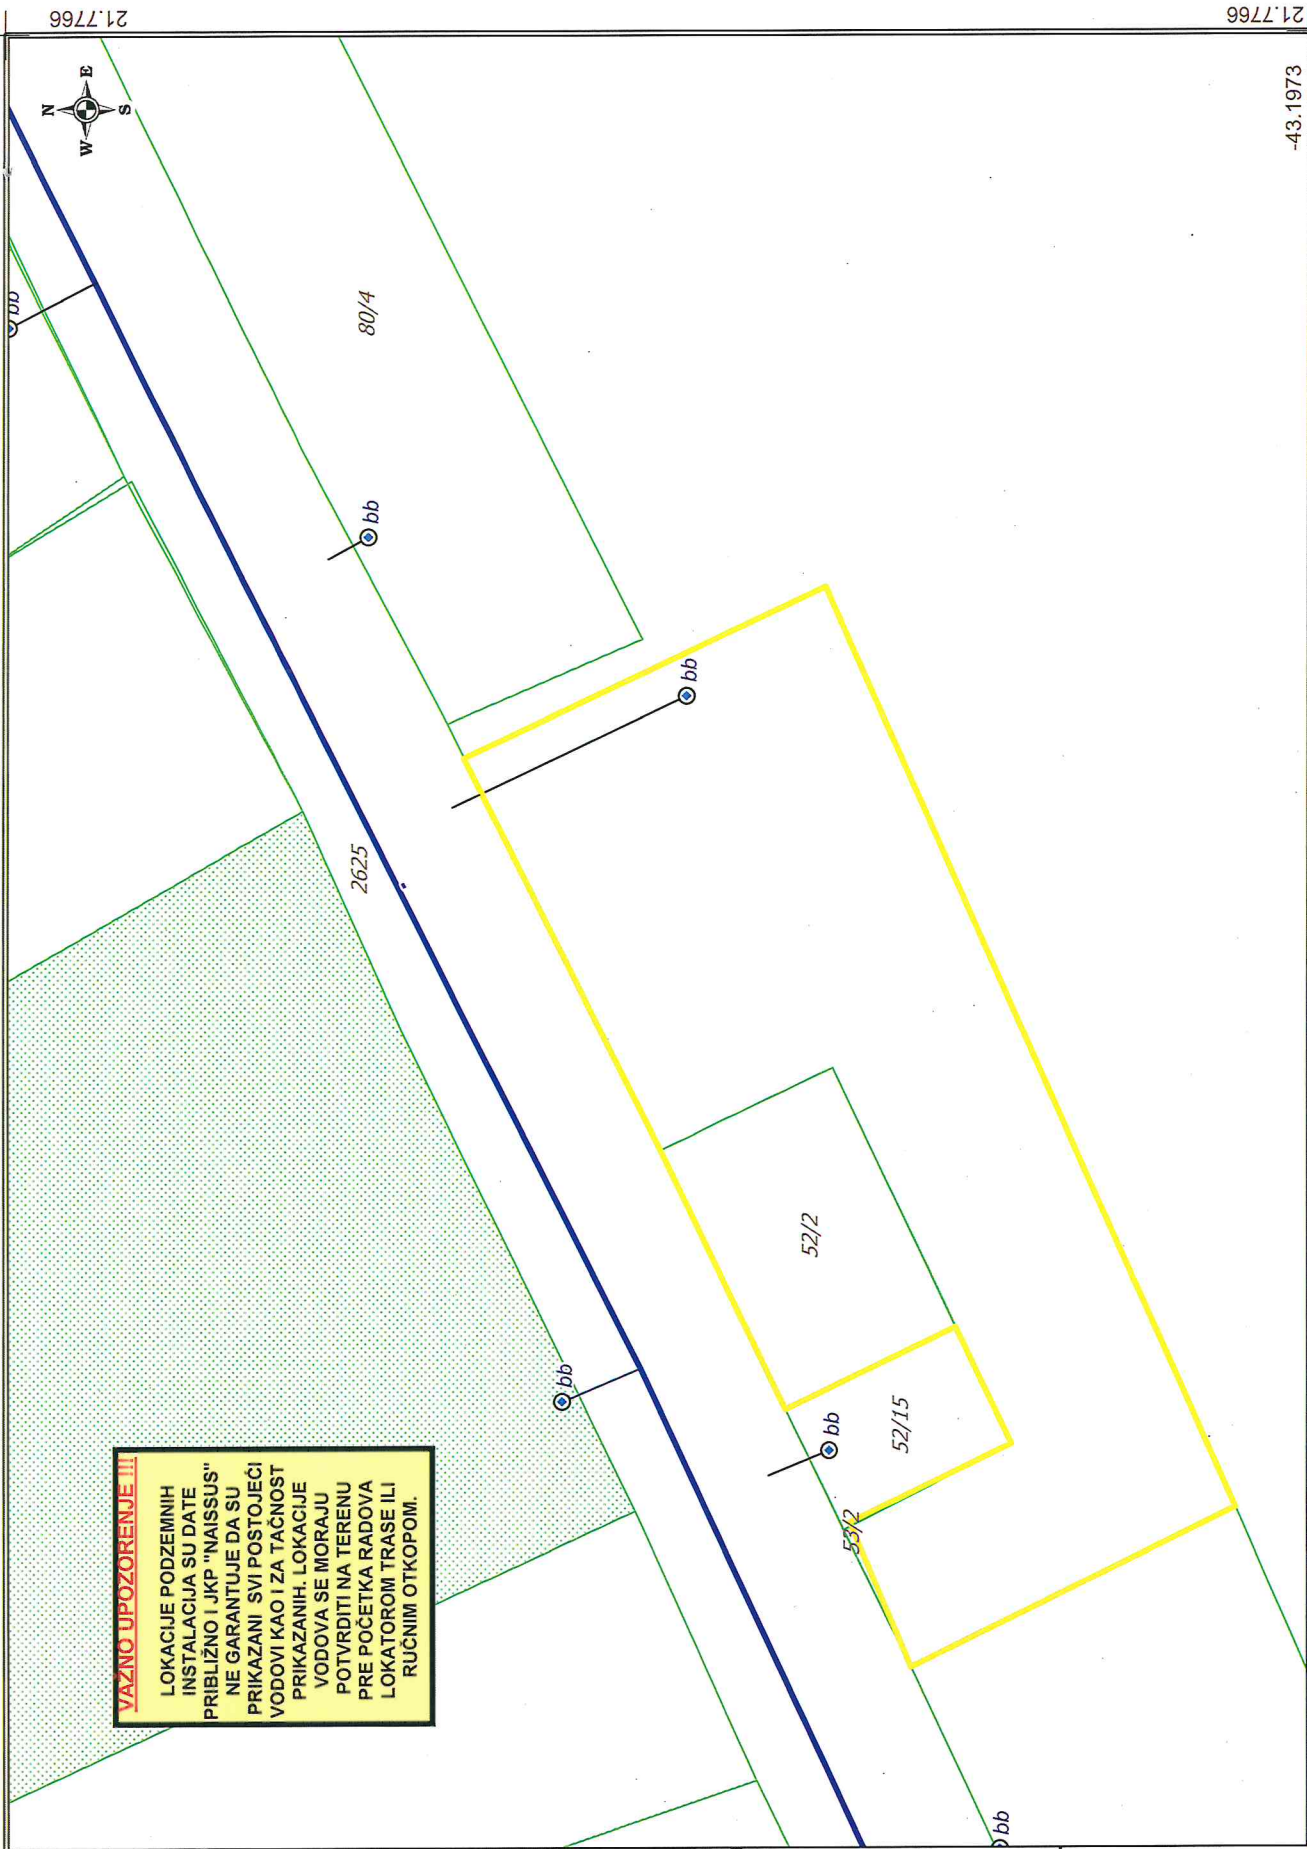 21.7766
21.7766
-43.1973
N
E
W
S
bb
80/4
bb
bb
2625
52/2
bb
bb
52/15
53/2
bb
VAŽNO UPOZORENJE !!!
LOKACIJE PODZEMNIH
INSTALACIJA SU DATE
PRIBLIŽNO I JKP "NAISSUS"
NE GARANTUJE DA SU
PRIKAZANI SVI POSTOJEĆI
VODOVI KAO I ZA TAČNOST
PRIKAZANIH. LOKACIJE
VODOVA SE MORAJU
POTVRDITI NA TERENU
PRE POČETKA RADOVA
LOKATOROM TRASE ILI
RUČNIM OTKOPOM.